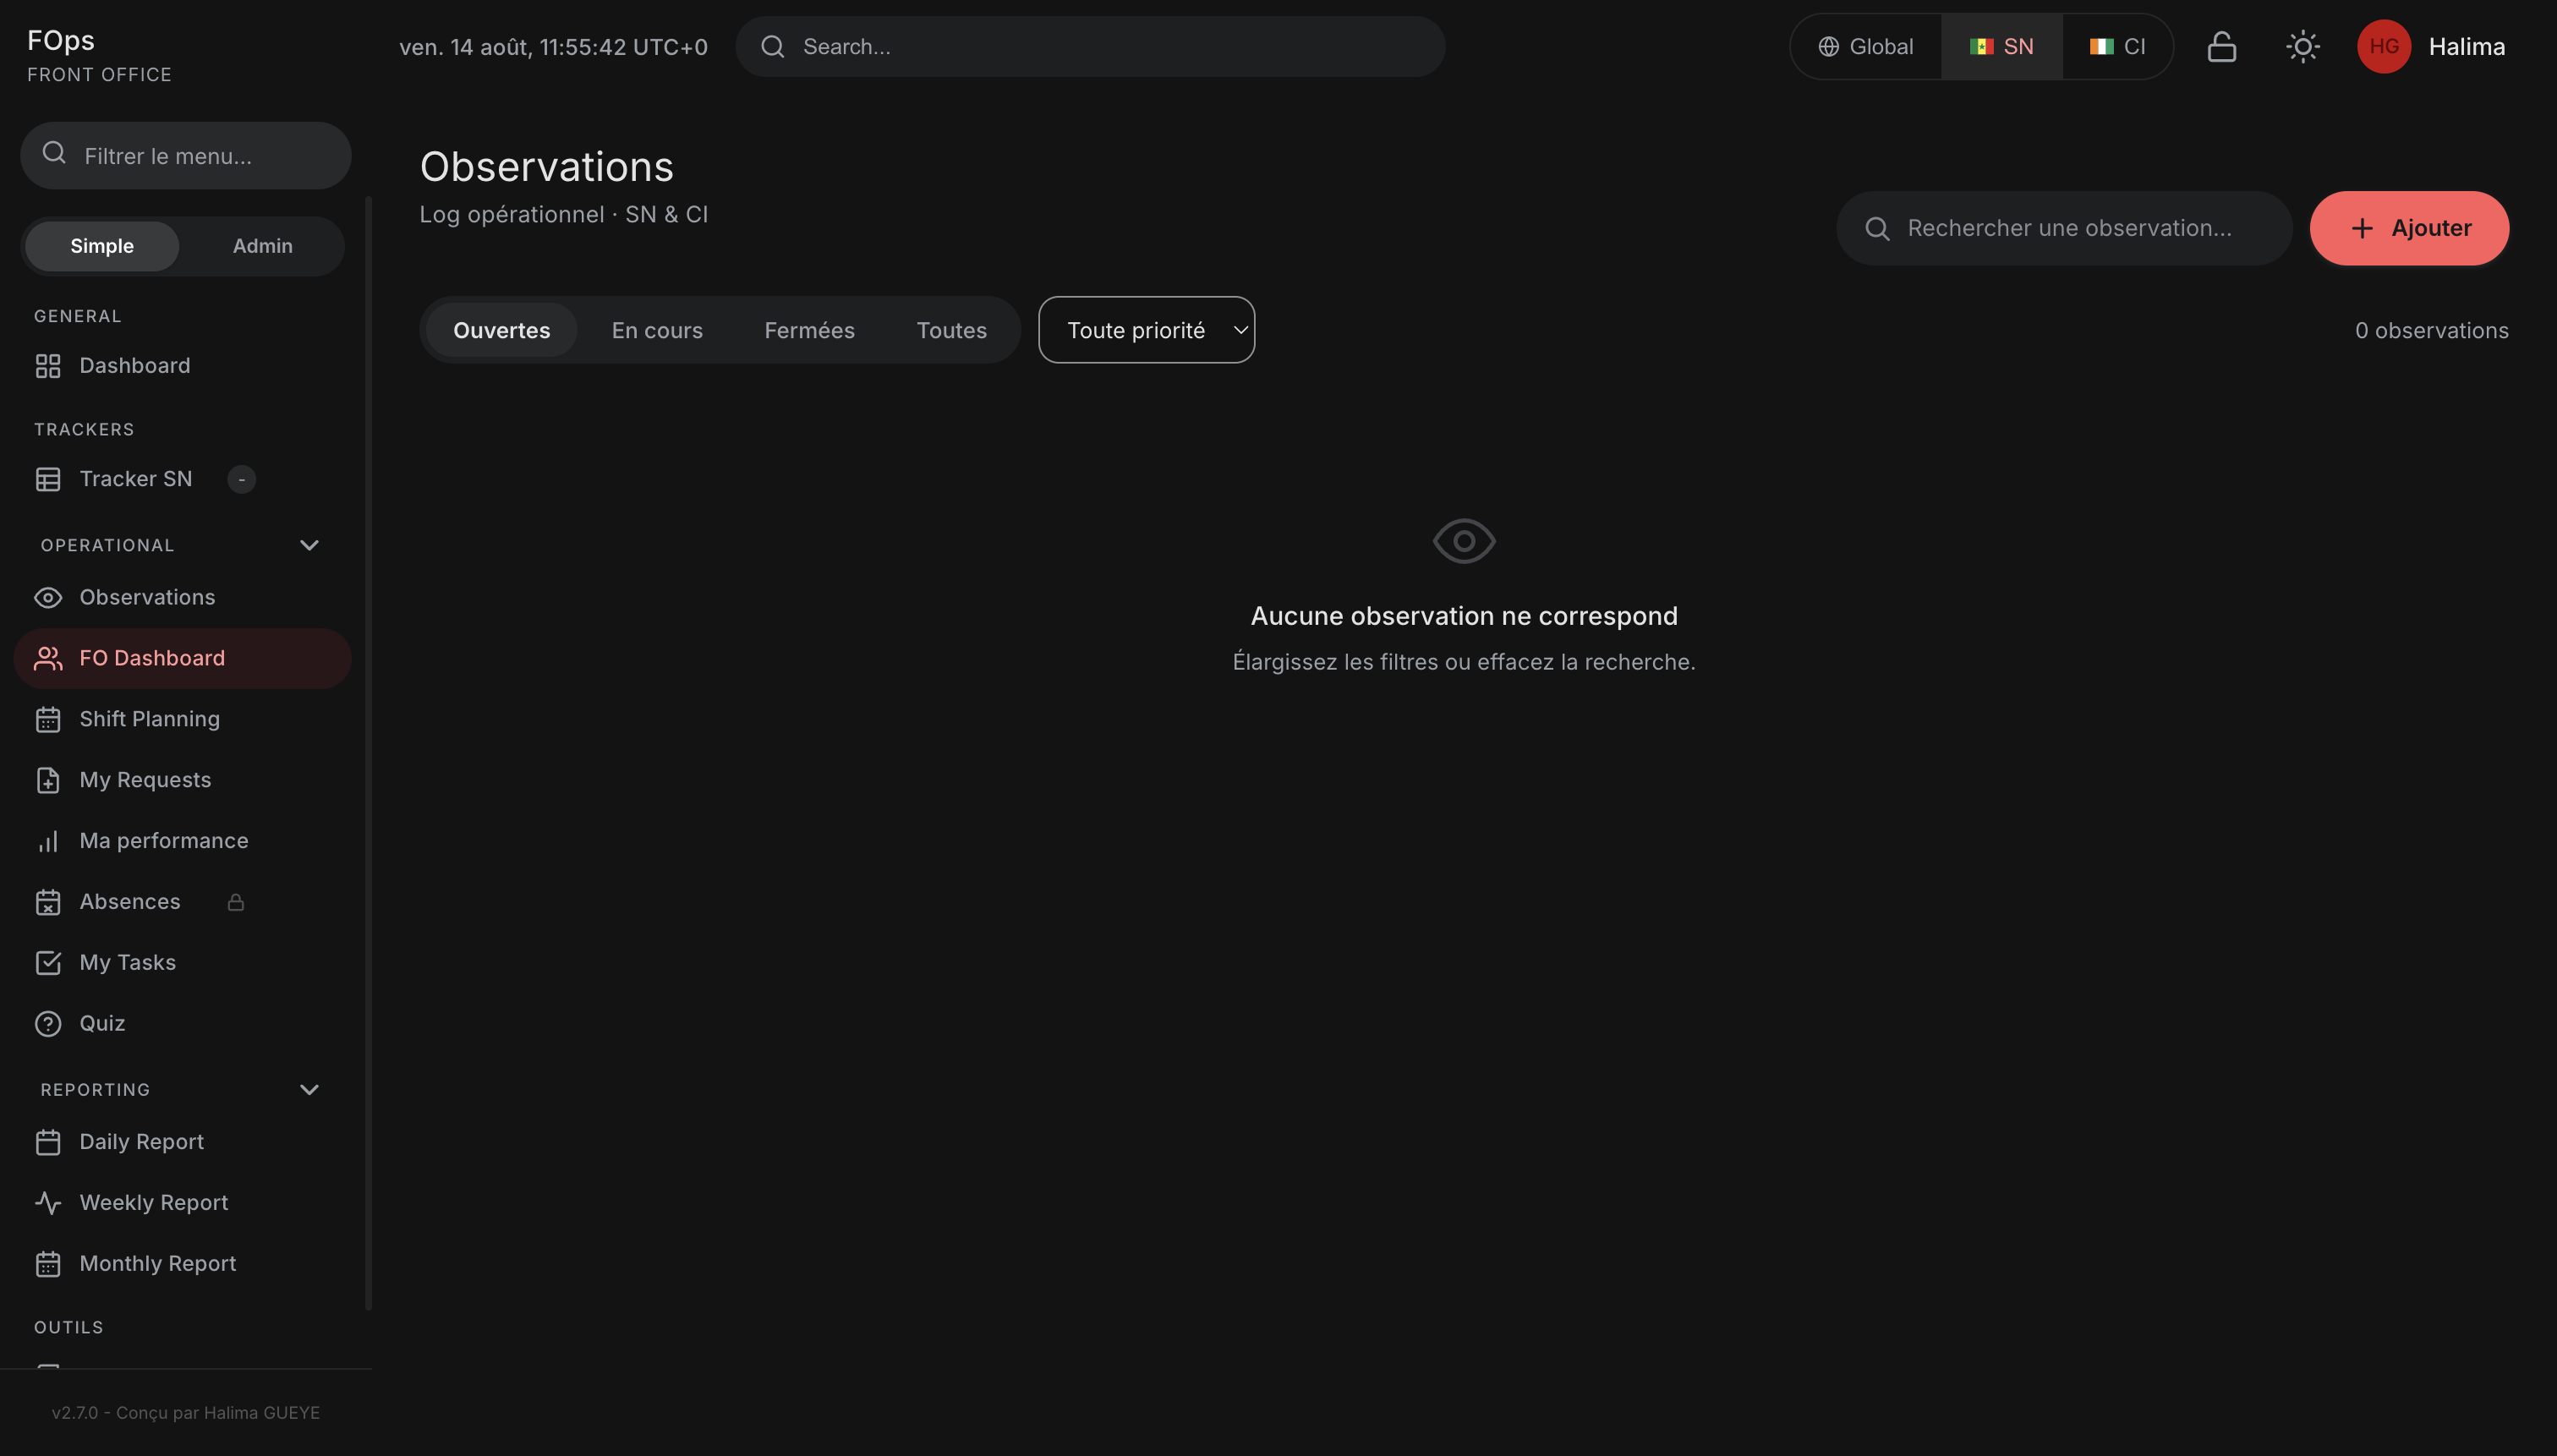 FOps
FRONT OFFICE
ven. 14 août, 11:55:42 UTC+0
Search...
Global
SN
CI
HG
Halima
Filtrer le menu...
Simple
Admin
GENERAL
Dashboard
TRACKERS
Tracker SN
-
OPERATIONAL
Observations
FO Dashboard
Shift Planning
My Requests
Ma performance
Absences
My Tasks
Quiz
REPORTING
Daily Report
Weekly Report
Monthly Report
OUTILS
v2.7.0 - Conçu par Halima GUEYE
Observations
Log opérationnel · SN & CI
Rechercher une observation...
Ajouter
Ouvertes
En cours
Fermées
Toutes
Toute priorité
0 observations
Aucune observation ne correspond
Élargissez les filtres ou effacez la recherche.